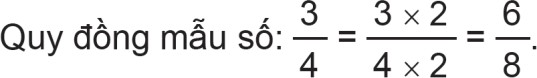 Quy đồng mẫu số: 3/4 = (3 × 2)/(4 × 2) = 6/8.